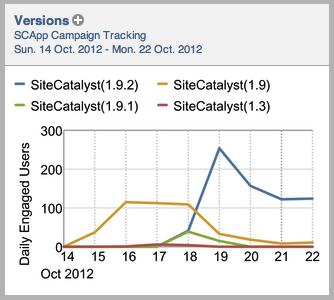 Versions
SCApp Campaign Tracking
Sun. 14 Oct. 2012 - Mon. 22 Oct. 2012
SiteCatalyst(1.9.2) SiteCatalyst(1.9)
SiteCatalyst(1.9.1) SiteCatalyst(1.3)
Daily Engaged Users
300
200
100
0
14 15 16 17 18 19 20 21 22
Oct 2012